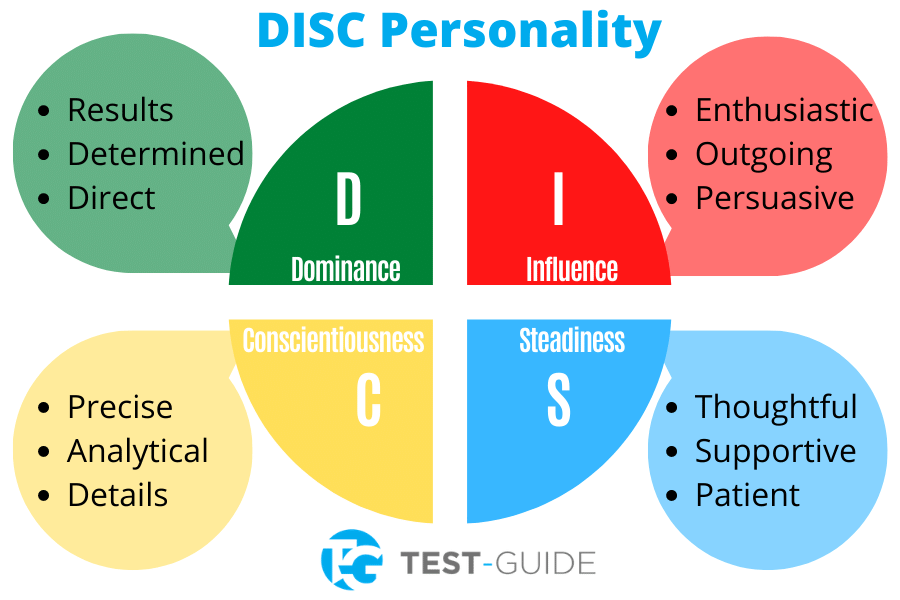 DISC Personality
• Results
• Determined
• Direct
D
Dominance
I
Influence
• Enthusiastic
• Outgoing
• Persuasive
• Precise
• Analytical
• Details
Conscientiousness
C
Steadiness
S
• Thoughtful
• Supportive
• Patient
TG TEST-GUIDE